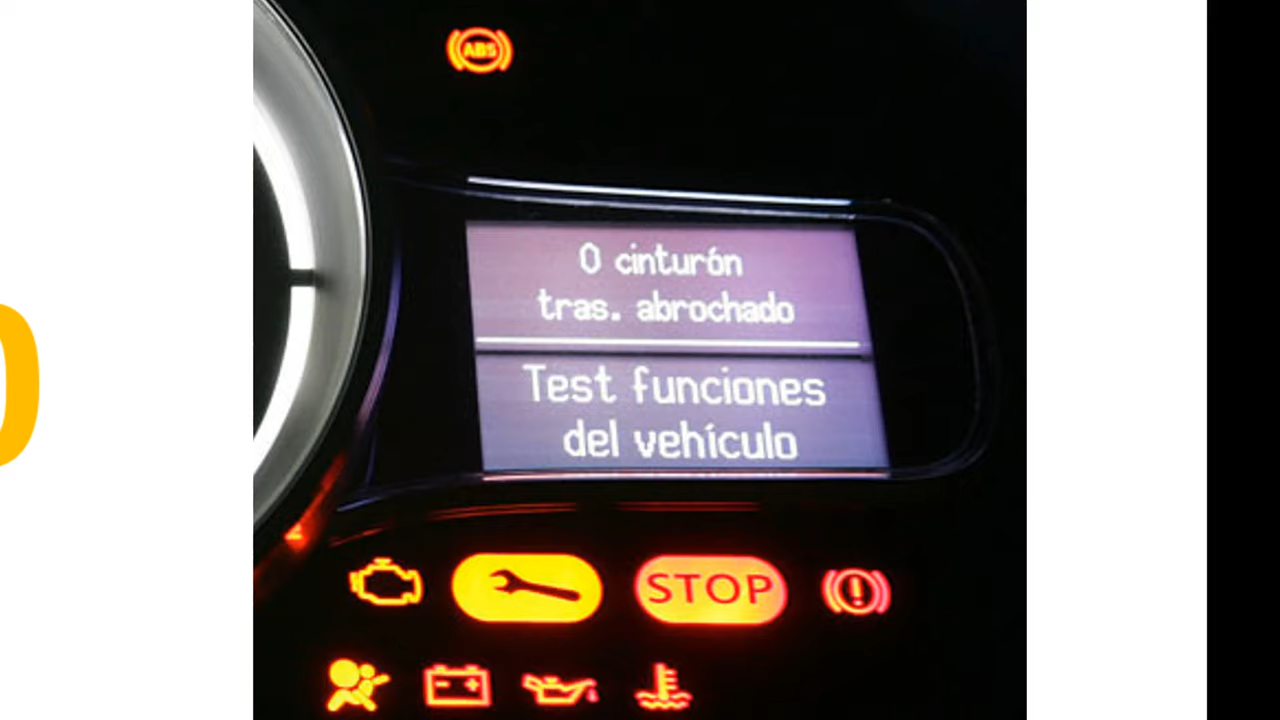 ABS
0 cinturón
tras. abrochado
Test funciones
del vehículo
STOP